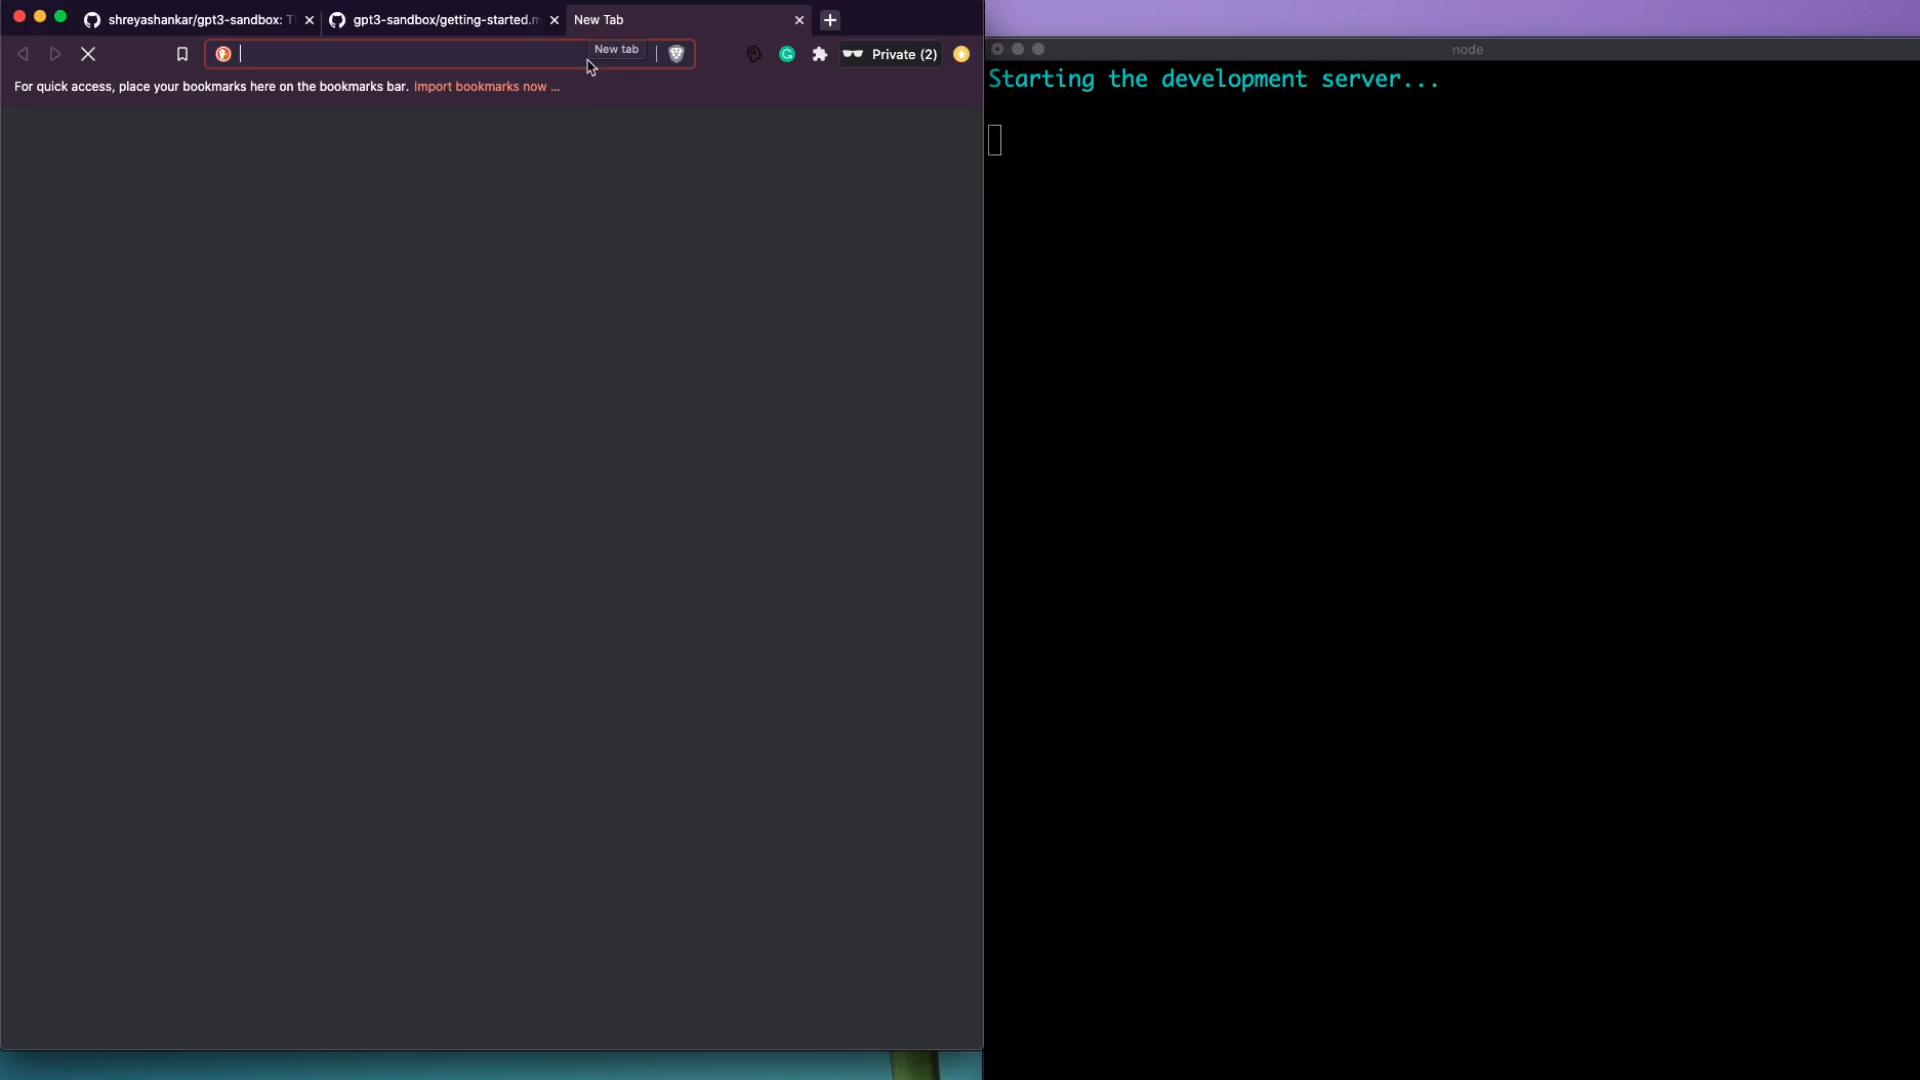 shreyashankar/gpt3-sandbox: T
gpt3-sandbox/getting-started.m
New Tab
New tab
Private (2)
For quick access, place your bookmarks here on the bookmarks bar. Import bookmarks now ...
node
Starting the development server...